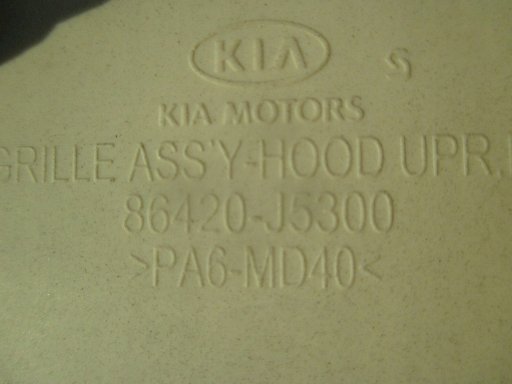 KIA S
KIA MOTORS
GRILLE ASS'Y-HOOD UPR.
86420-J5300
>PA6-MD40<